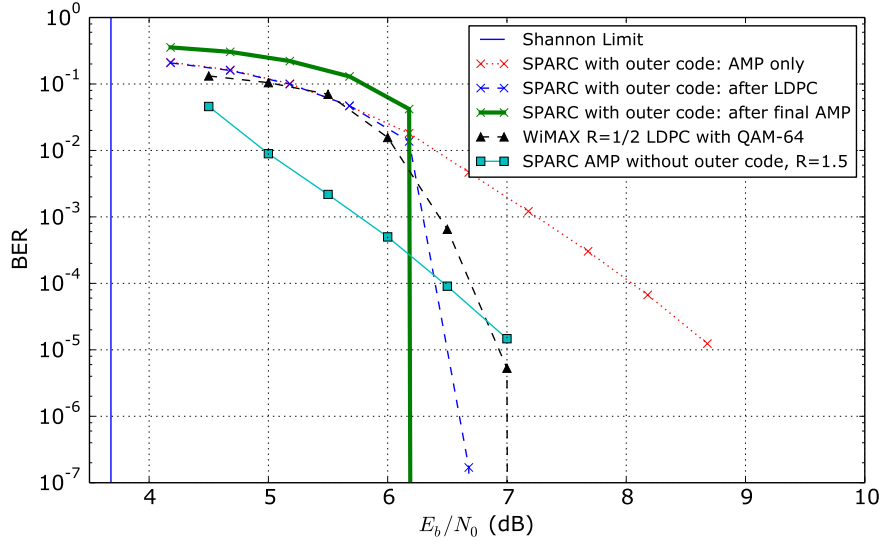 10^0
10^-1
10^-2
10^-3
10^-4
10^-5
10^-6
10^-7
BER
Shannon Limit
SPARC with outer code: AMP only
SPARC with outer code: after LDPC
SPARC with outer code: after final AMP
WiMAX R=1/2 LDPC with QAM-64
SPARC AMP without outer code, R=1.5
4 5 6 7 8 9 10
E_b/N_0 (dB)